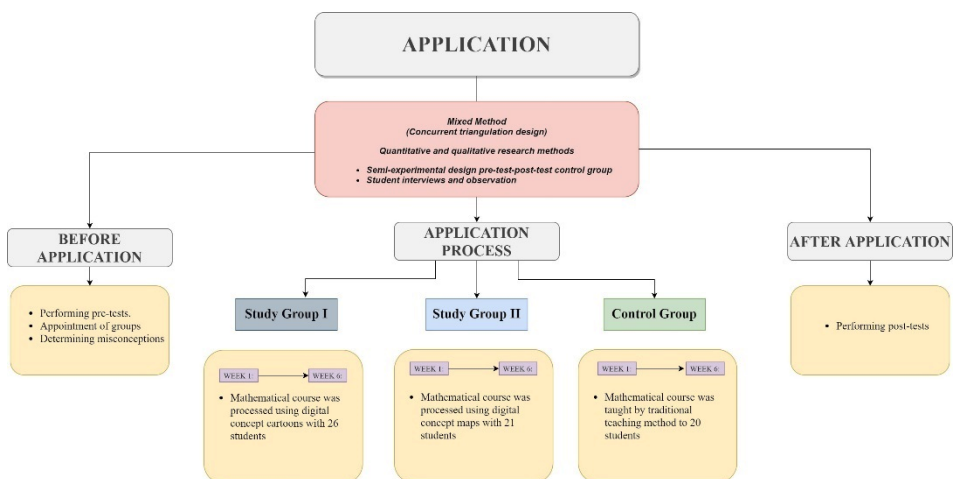 APPLICATION
Mixed Method
(Concurrent triangulation design)
Quantitative and qualitative research methods
• Semi-experimental design pre-test-post-test control group
• Student interviews and observation
BEFORE
APPLICATION
APPLICATION
PROCESS
AFTER APPLICATION
• Performing pre-tests.
• Appointment of groups
• Determining misconceptions
Study Group I
Study Group II
Control Group
• Performing post-tests
WEEK 1:
WEEK 6:
• Mathematical course was
processed using digital
concept cartoons with 26
students
WEEK 1:
WEEK 6:
• Mathematical course was
processed using digital
concept maps with 21
students
WEEK 1:
WEEK 6:
• Mathematical course was
taught by traditional
teaching method to 20
students